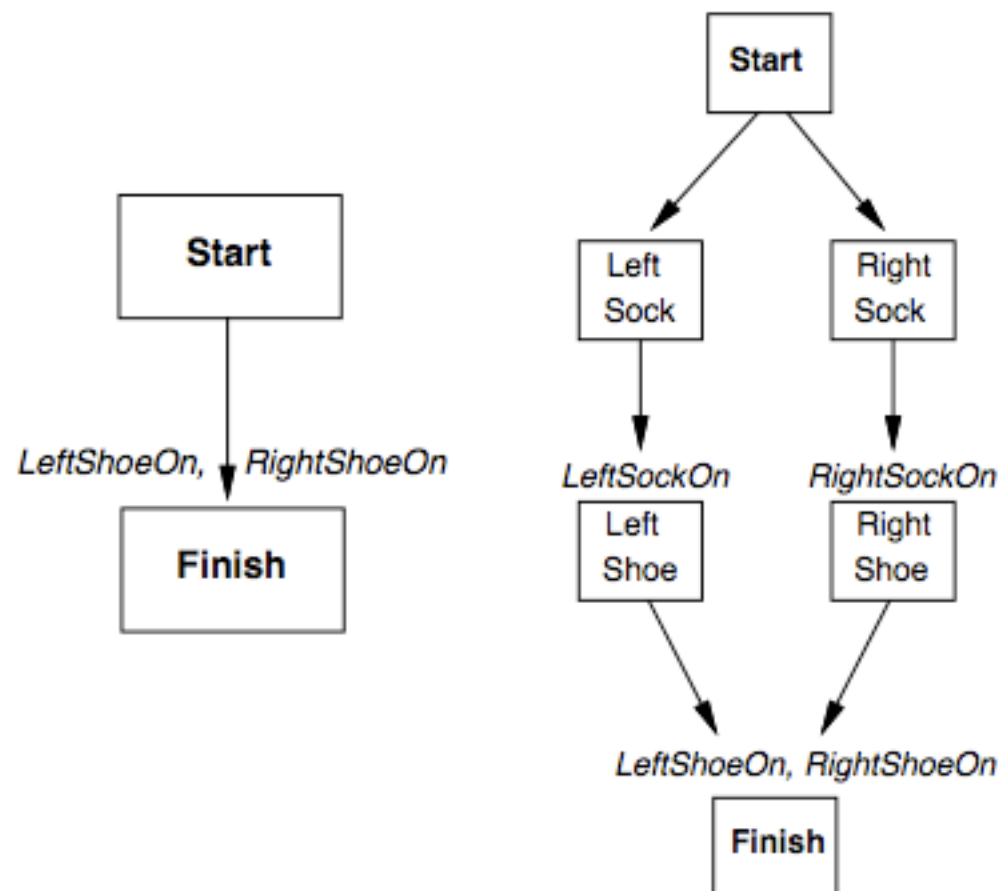 Start
LeftShoeOn, RightShoeOn
Finish
Start
Left
Sock
Right
Sock
LeftSockOn
RightSockOn
Left
Shoe
Right
Shoe
LeftShoeOn, RightShoeOn
Finish